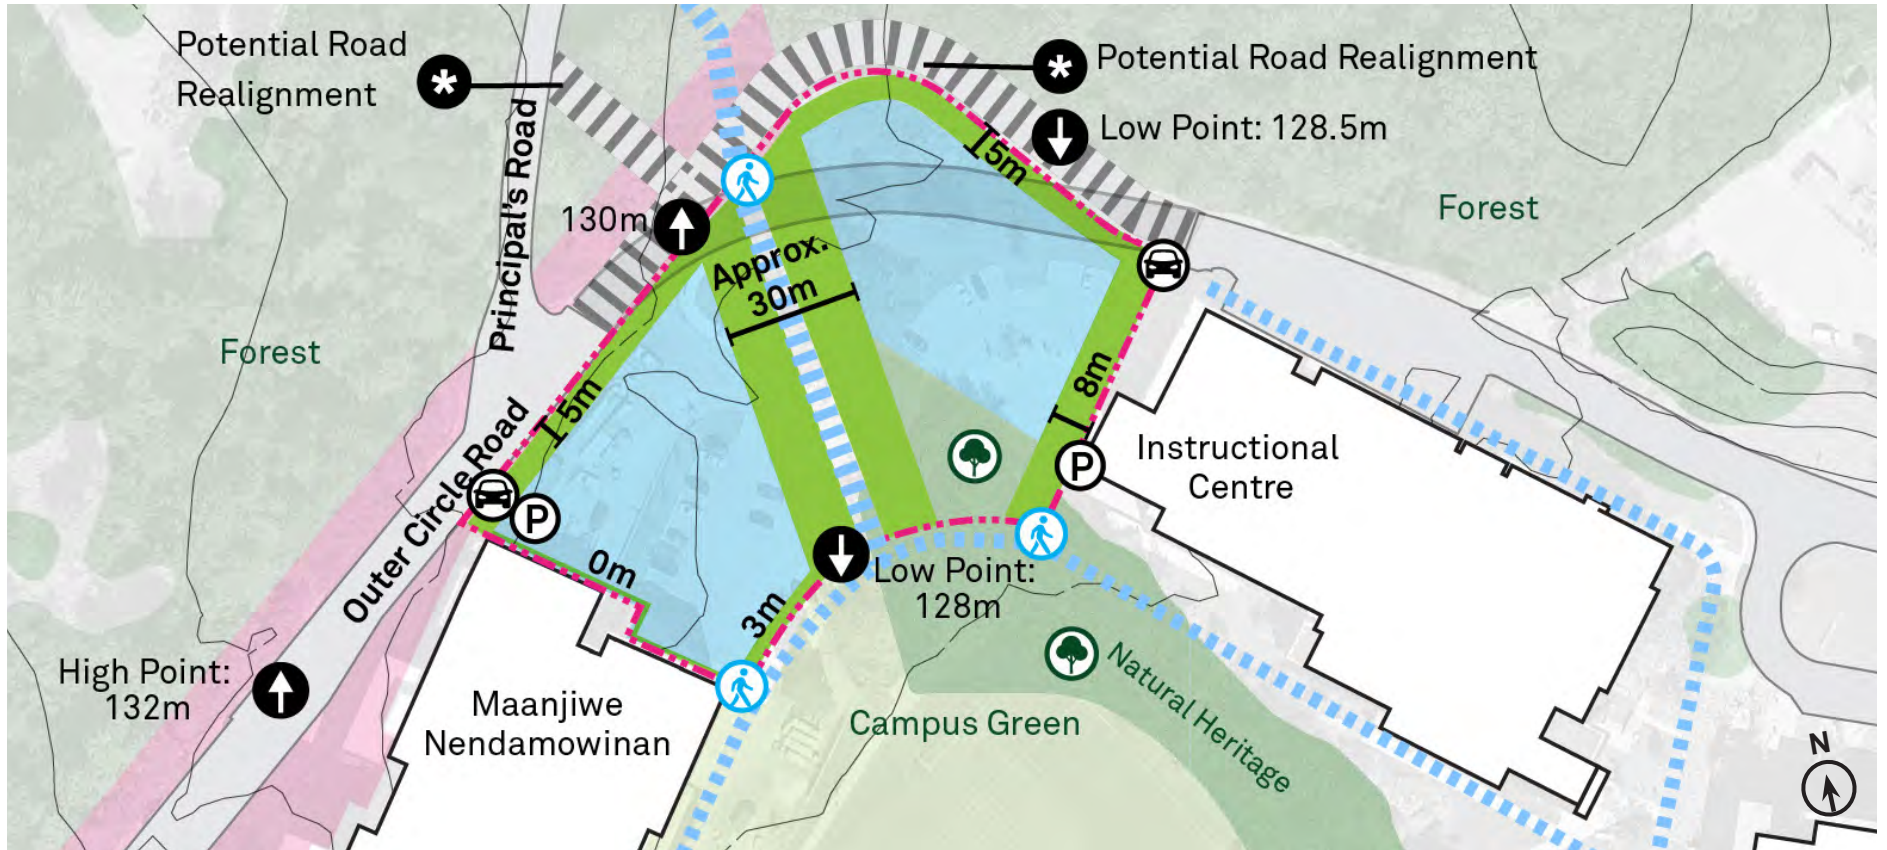 Potential Road
Realignment
*
*
Potential Road Realignment
Low Point: 128.5m
Principal's Road
5m
130m
Forest
Approx.
30m
Forest
5m
8m
Outer Circle Road
P
P
Instructional
Centre
0m
3m
Low Point:
128m
High Point:
132m
Maanjiwe
Nendamowinan
Campus Green
Natural Heritage
N